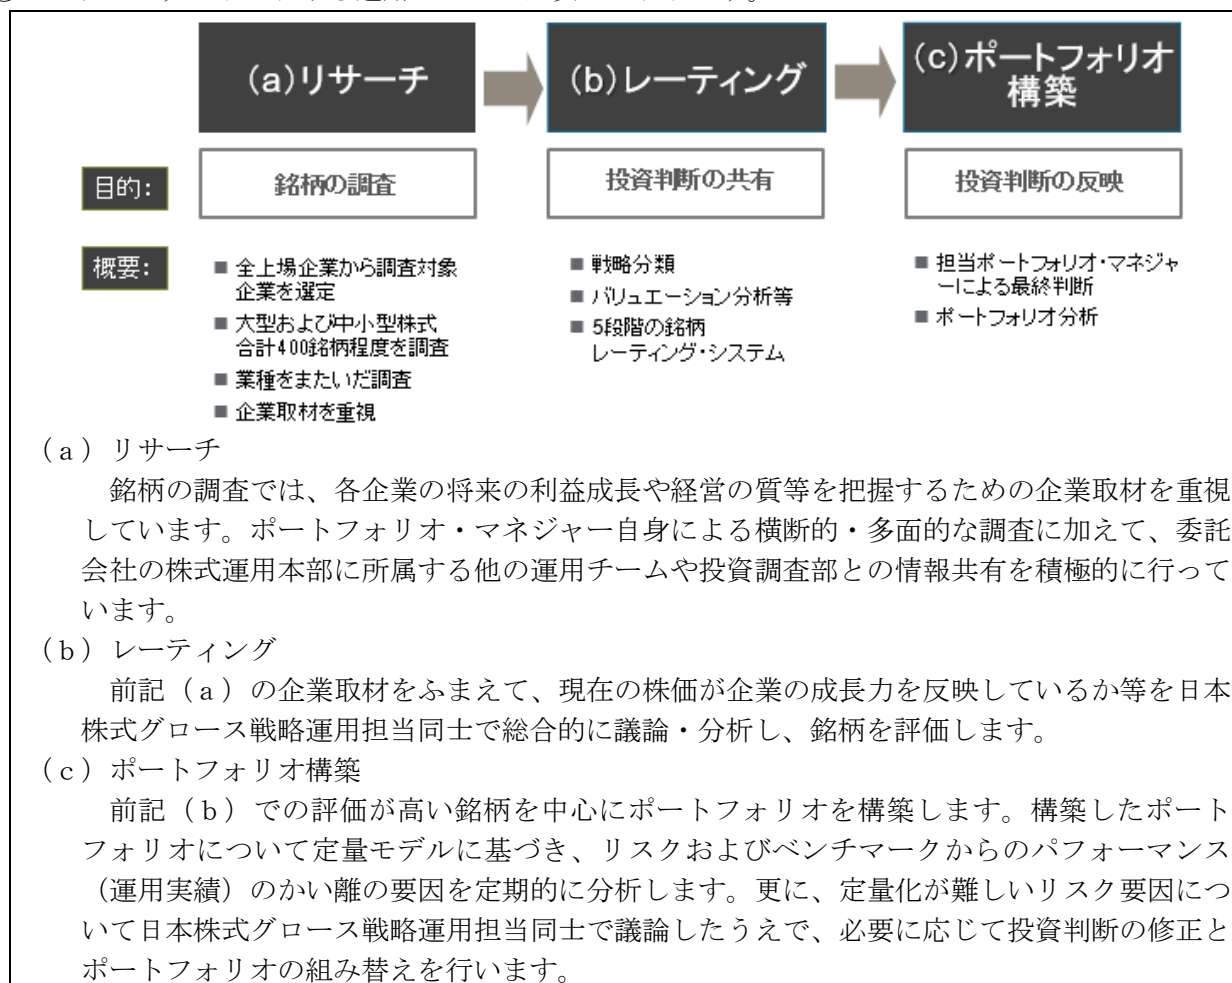 (a)リサーチ
(b)レーティング
(c)ポートフォリオ
構築
目的:
銘柄の調査
投資判断の共有
投資判断の反映
概要:
■ 全上場企業から調査対象
企業を選定
■ 大型および中小型株式
合計400銘柄程度を調査
■ 業種をまたいだ調査
■ 企業取材を重視
■ 戦略分類
■ バリュエーション分析等
■ 5段階の銘柄
レーティング・システム
■ 担当ポートフォリオ・マネジャ
ーによる最終判断
■ ポートフォリオ分析
(a)リサーチ
銘柄の調査では、各企業の将来の利益成長や経営の質等を把握するための企業取材を重視
しています。ポートフォリオ・マネジャー自身による横断的・多面的な調査に加えて、委託
会社の株式運用本部に所属する他の運用チームや投資調査部との情報共有を積極的に行って
います。
(b)レーティング
前記(a)の企業取材をふまえて、現在の株価が企業の成長力を反映しているか等を日本
株式グロース戦略運用担当同士で総合的に議論・分析し、銘柄を評価します。
(c)ポートフォリオ構築
前記(b)での評価が高い銘柄を中心にポートフォリオを構築します。構築したポート
フォリオについて定量モデルに基づき、リスクおよびベンチマークからのパフォーマンス
(運用実績)のかい離の要因を定期的に分析します。更に、定量化が難しいリスク要因につ
いて日本株式グロース戦略運用担当同士で議論したうえで、必要に応じて投資判断の修正と
ポートフォリオの組み替えを行います。